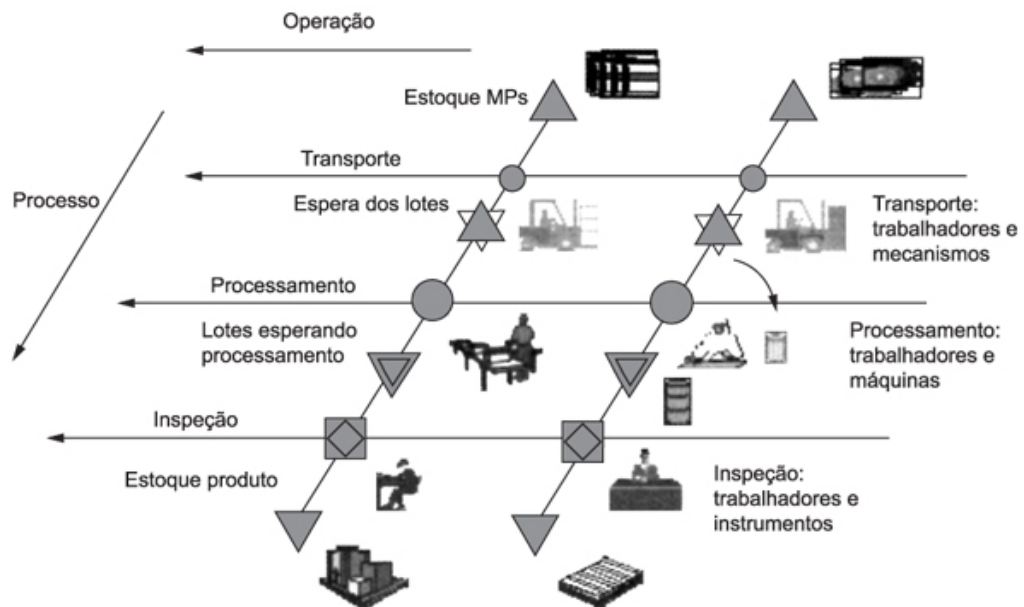 Operação
Estoque MPs
Transporte
Processo
Espera dos lotes
Transporte:
trabalhadores e
mecanismos
Processamento
Lotes esperando
processamento
Processamento:
trabalhadores e
máquinas
Inspeção
Estoque produto
Inspeção:
trabalhadores e
instrumentos